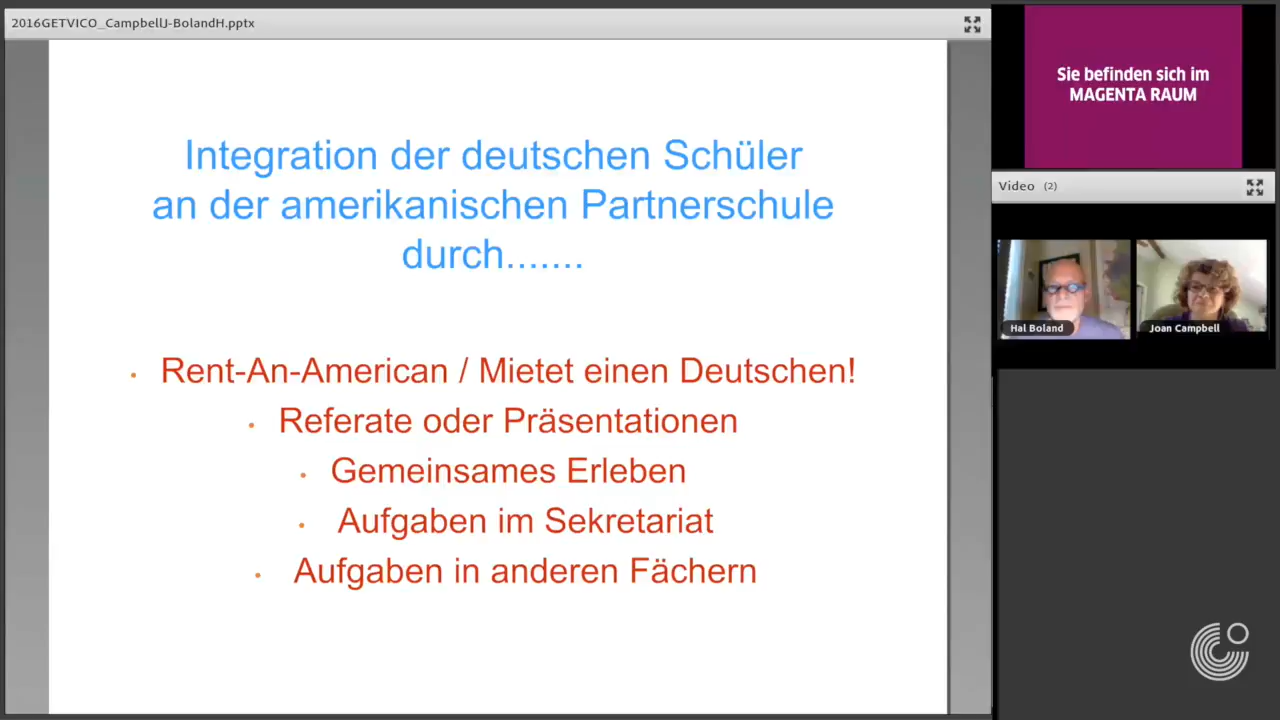 2016GETVICO_CampbellJ-BolandH.pptx
Integration der deutschen Schüler
an der amerikanischen Partnerschule
durch.......
• Rent-An-American / Mietet einen Deutschen!
• Referate oder Präsentationen
• Gemeinsames Erleben
• Aufgaben im Sekretariat
• Aufgaben in anderen Fächern
Sie befinden sich im
MAGENTA RAUM
Video (2)
Hal Boland
Joan Campbell